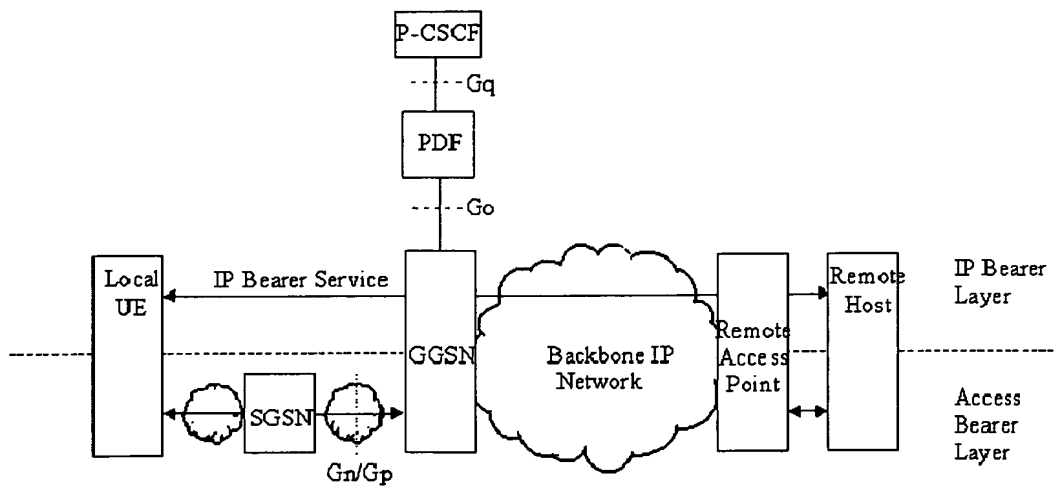 P-CSCF
Gq
PDF
Go
Local
UE
IP Bearer Service
GGSN
Backbone IP
Network
Remote
Access
Point
Remote
Host
IP Bearer
Layer
SGSN
Gn/Gp
Access
Bearer
Layer